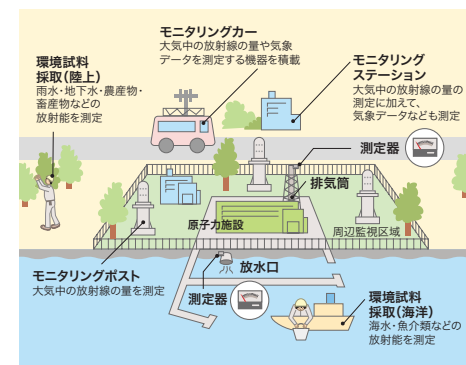 モニタリングカー
大気中の放射線の量や気象
データを測定する機器を積載
環境試料
採取(陸上)
雨水・地下水・農産物・
畜産物などの
放射能を測定
モニタリング
ステーション
大気中の放射線の量の
測定に加えて、
気象データなども測定
測定器
排気筒
原子力施設
周辺監視区域
モニタリングポスト
大気中の放射線の量を測定
放水口
測定器
環境試料
採取(海洋)
海水・魚介類などの
放射能を測定